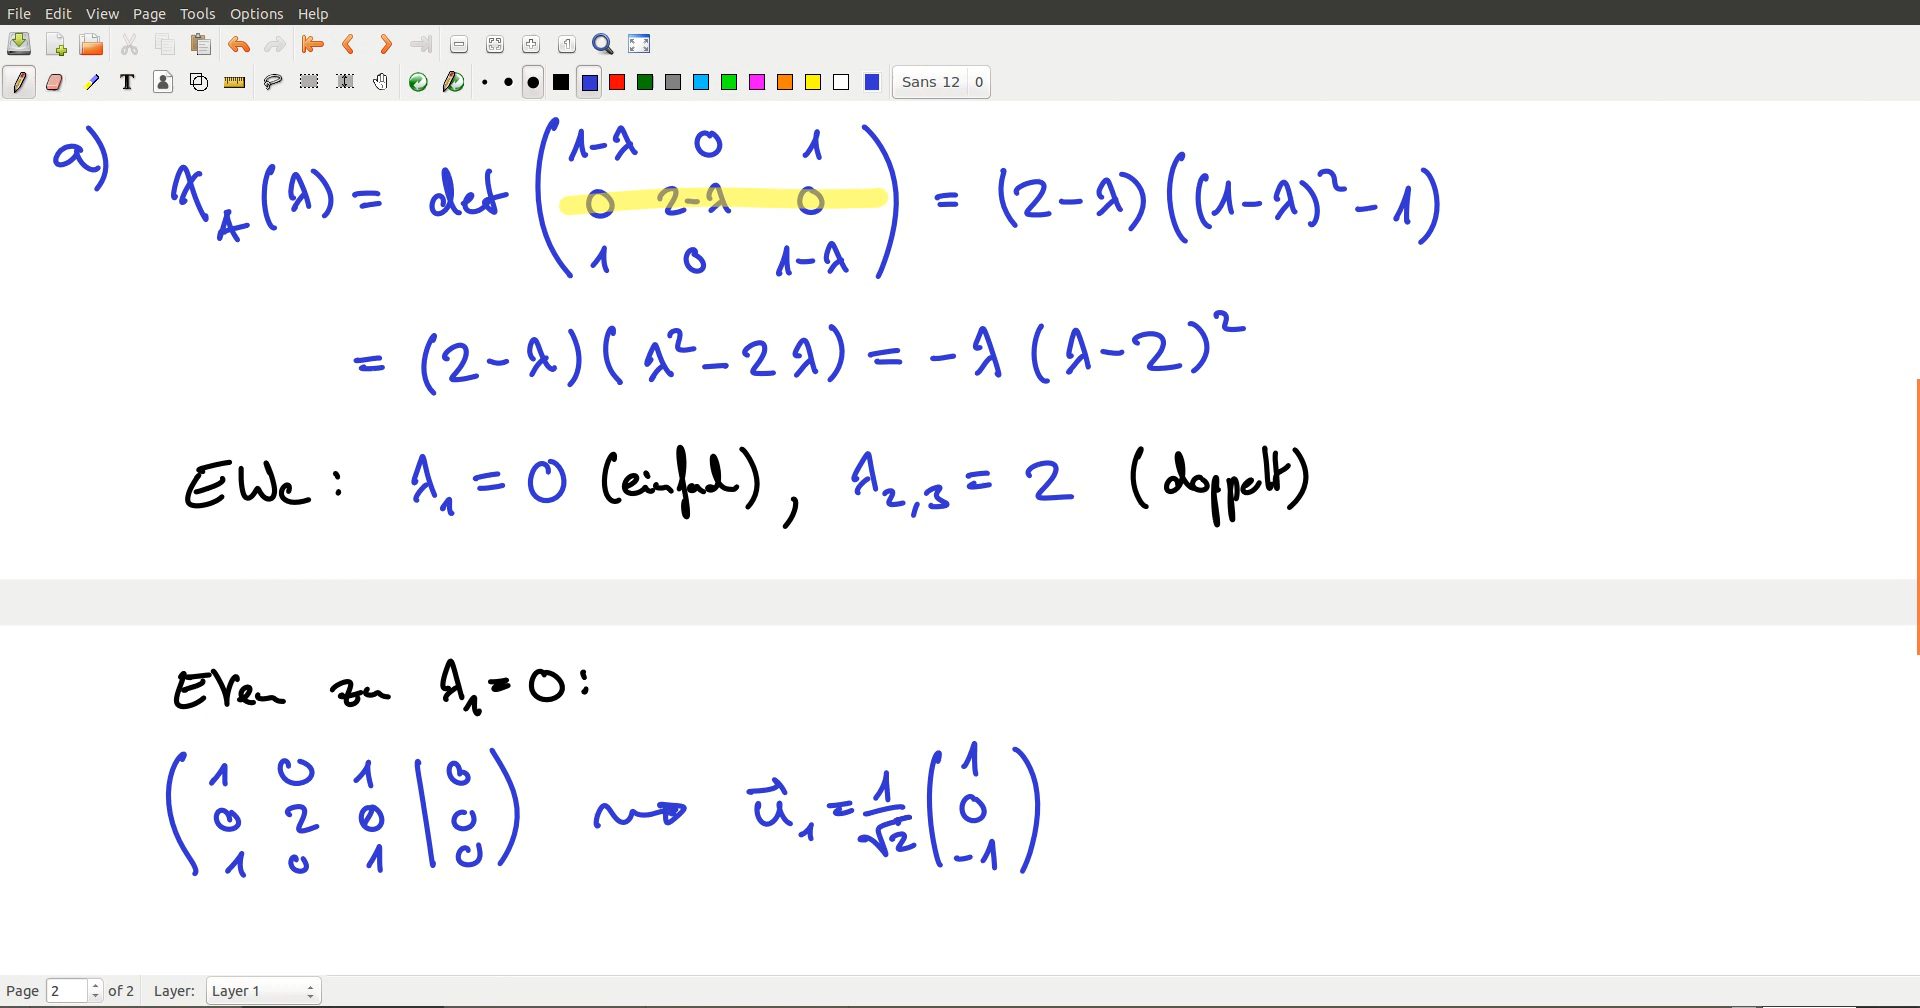 File Edit View Page Tools Options Help
Sans 12 0
a)
χ_A(λ) = det ( 1-λ 0 1 ; 0 2-λ 0 ; 1 0 1-λ ) = (2-λ)((1-λ)² - 1)
= (2-λ)(λ² - 2λ) = -λ(λ-2)²
EWe: λ₁ = 0 (einfach), λ₂,₃ = 2 (doppelt)
EVen zu λ₁ = 0:
( 1 0 1 | 0 ; 0 2 0 | 0 ; 1 0 1 | 0 ) ⇝ u⃗₁ = 1/√2 ( 1 ; 0 ; -1 )
Page 2 of 2 Layer: Layer 1